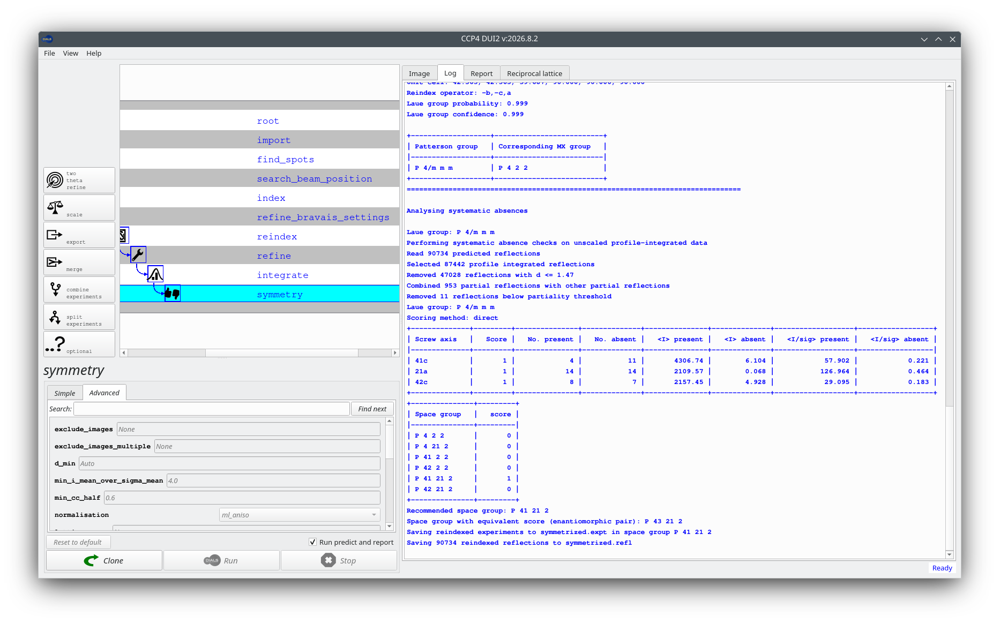 CCP4 DUI2 v:2026.8.2
File View Help
root
import
find_spots
search_beam_position
index
refine_bravais_settings
reindex
refine
integrate
symmetry
two
theta
refine
scale
export
merge
combine
experiments
split
experiments
optional
symmetry
Simple Advanced
Search: Find next
exclude_images None
exclude_images_multiple None
d_min Auto
min_i_mean_over_sigma_mean 4.0
min_cc_half 0.6
normalisation ml_aniso
Reset to default Run predict and report
Clone DIALS Run Stop
Image Log Report Reciprocal lattice
Reindex operator: -b,-c,a
Laue group probability: 0.999
Laue group confidence: 0.999
+-------------------+--------------------------+
| Patterson group | Corresponding MX group |
|-------------------+--------------------------|
| P 4/m m m | P 4 2 2 |
+-------------------+--------------------------+
================================================================================
Analysing systematic absences
Laue group: P 4/m m m
Performing systematic absence checks on unscaled profile-integrated data
Read 90734 predicted reflections
Selected 87442 profile integrated reflections
Removed 47028 reflections with d <= 1.47
Combined 953 partial reflections with other partial reflections
Removed 11 reflections below partiality threshold
Laue group: P 4/m m m
Scoring method: direct
+--------------+---------+---------------+--------------+---------------+--------------+-------------------+------------------+
| Screw axis | Score | No. present | No. absent | <I> present | <I> absent | <I/sig> present | <I/sig> absent |
|--------------+---------+---------------+--------------+---------------+--------------+-------------------+------------------|
| 41c | 1 | 4 | 11 | 4306.74 | 6.104 | 57.902 | 0.221 |
| 21a | 1 | 14 | 14 | 2109.57 | 0.068 | 126.964 | 0.464 |
| 42c | 1 | 8 | 7 | 2157.45 | 4.928 | 29.095 | 0.183 |
+--------------+---------+---------------+--------------+---------------+--------------+-------------------+------------------+
+---------------+---------+
| Space group | score |
|---------------+---------|
| P 4 2 2 | 0 |
| P 4 21 2 | 0 |
| P 41 2 2 | 0 |
| P 42 2 2 | 0 |
| P 41 21 2 | 1 |
| P 42 21 2 | 0 |
+---------------+---------+
Recommended space group: P 41 21 2
Space group with equivalent score (enantiomorphic pair): P 43 21 2
Saving reindexed experiments to symmetrized.expt in space group P 41 21 2
Saving 90734 reindexed reflections to symmetrized.refl
Ready